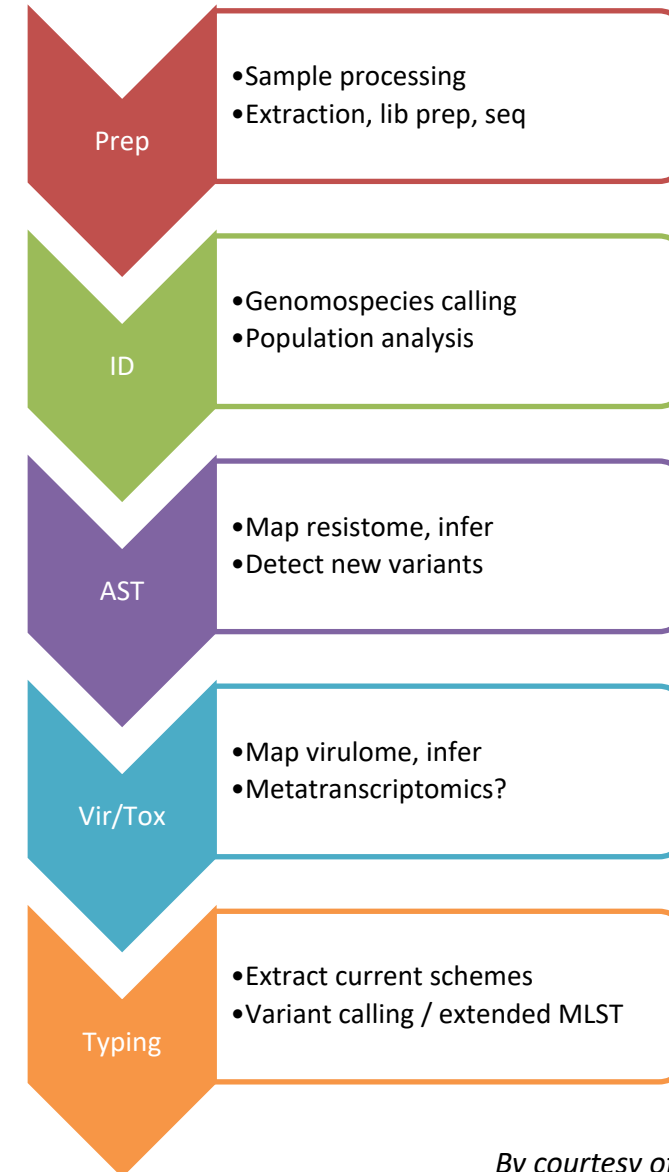 Prep
•Sample processing
•Extraction, lib prep, seq
ID
•Genomospecies calling
•Population analysis
AST
•Map resistome, infer
•Detect new variants
Vir/Tox
•Map virulome, infer
•Metatranscriptomics?
Typing
•Extract current schemes
•Variant calling / extended MLST
By courtesy of